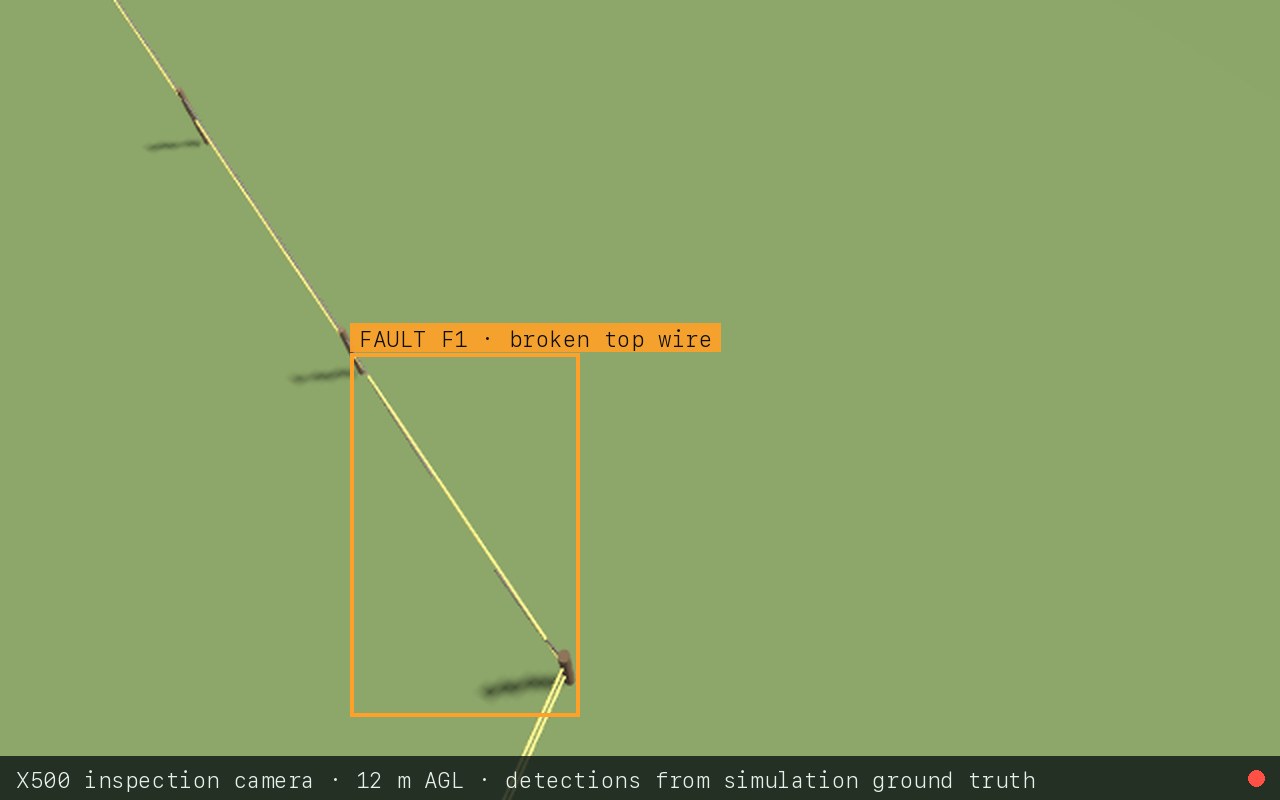 FAULT F1 · broken top wire
X500 inspection camera · 12 m AGL · detections from simulation ground truth